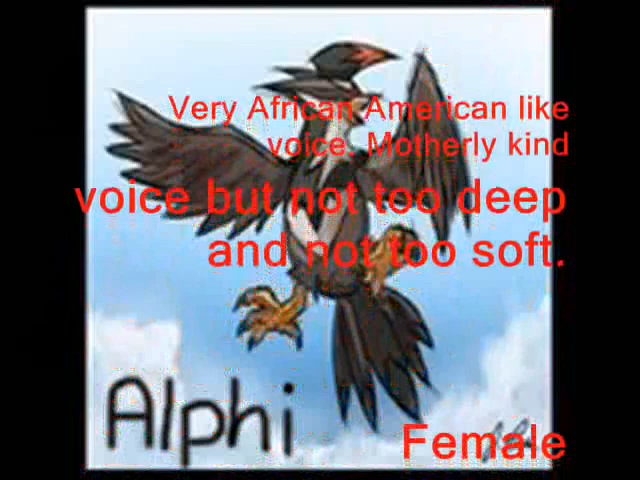 Very African American like
voice. Motherly kind
voice but not too deep
and not too soft.
Alphi
Female